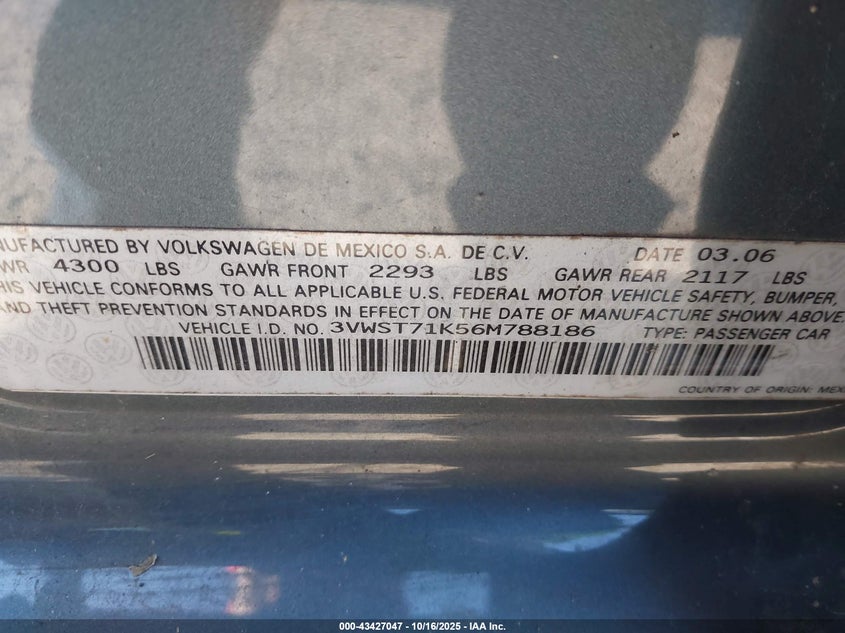 NUFACTURED BY VOLKSWAGEN DE MEXICO S.A. DE C.V. DATE 03.06
WR 4300 LBS GAWR FRONT 2293 LBS GAWR REAR 2117 LBS
HIS VEHICLE CONFORMS TO ALL APPLICABLE U.S. FEDERAL MOTOR VEHICLE SAFETY, BUMPER,
AND THEFT PREVENTION STANDARDS IN EFFECT ON THE DATE OF MANUFACTURE SHOWN ABOVE.
VEHICLE I.D. NO. 3VWST71K56M788186 TYPE: PASSENGER CAR
COUNTRY OF ORIGIN: MEX
000-43427047 - 10/16/2025 - IAA Inc.